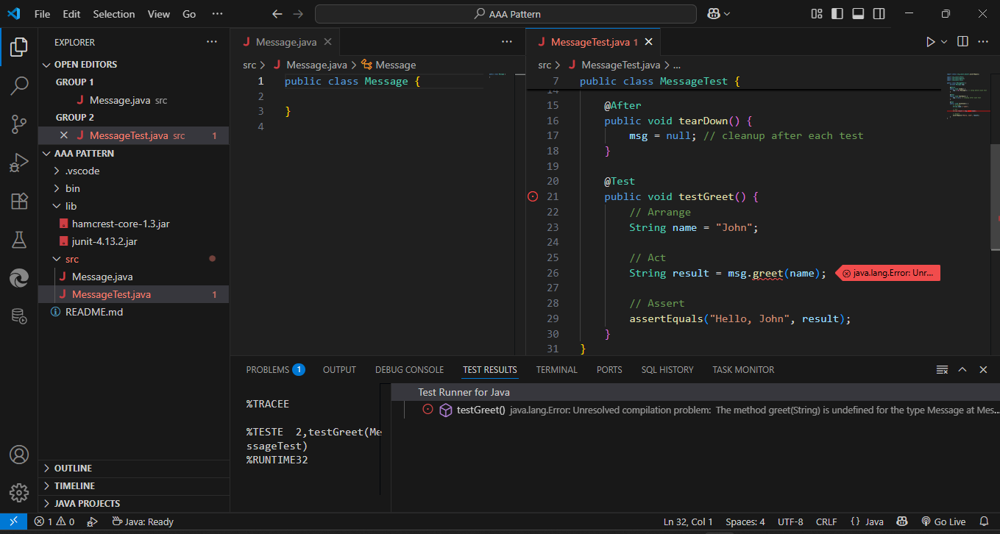 File Edit Selection View Go ··· AAA Pattern
EXPLORER ···
OPEN EDITORS
GROUP 1
J Message.java src
GROUP 2
J MessageTest.java src 1
AAA PATTERN
.vscode
bin
lib
hamcrest-core-1.3.jar
junit-4.13.2.jar
src
J Message.java
J MessageTest.java 1
README.md
OUTLINE
TIMELINE
JAVA PROJECTS
J Message.java ···
src > J Message.java > Message
1 public class Message {
2
3 }
4
J MessageTest.java 1 ···
src > J MessageTest.java > ...
7 public class MessageTest {
14
15 @After
16 public void tearDown() {
17 msg = null; // cleanup after each test
18 }
19
20 @Test
21 public void testGreet() {
22 // Arrange
23 String name = "John";
24
25 // Act
26 String result = msg.greet(name); java.lang.Error: Unr...
27
28 // Assert
29 assertEquals("Hello, John", result);
30 }
31 }
PROBLEMS 1 OUTPUT DEBUG CONSOLE TEST RESULTS TERMINAL PORTS SQL HISTORY TASK MONITOR
%TRACEE
%TESTE 2,testGreet(Me
ssageTest)
%RUNTIME32
Test Runner for Java
testGreet() java.lang.Error: Unresolved compilation problem: The method greet(String) is undefined for the type Message at Mes...
1 0 Java: Ready Ln 32, Col 1 Spaces: 4 UTF-8 CRLF {} Java Go Live